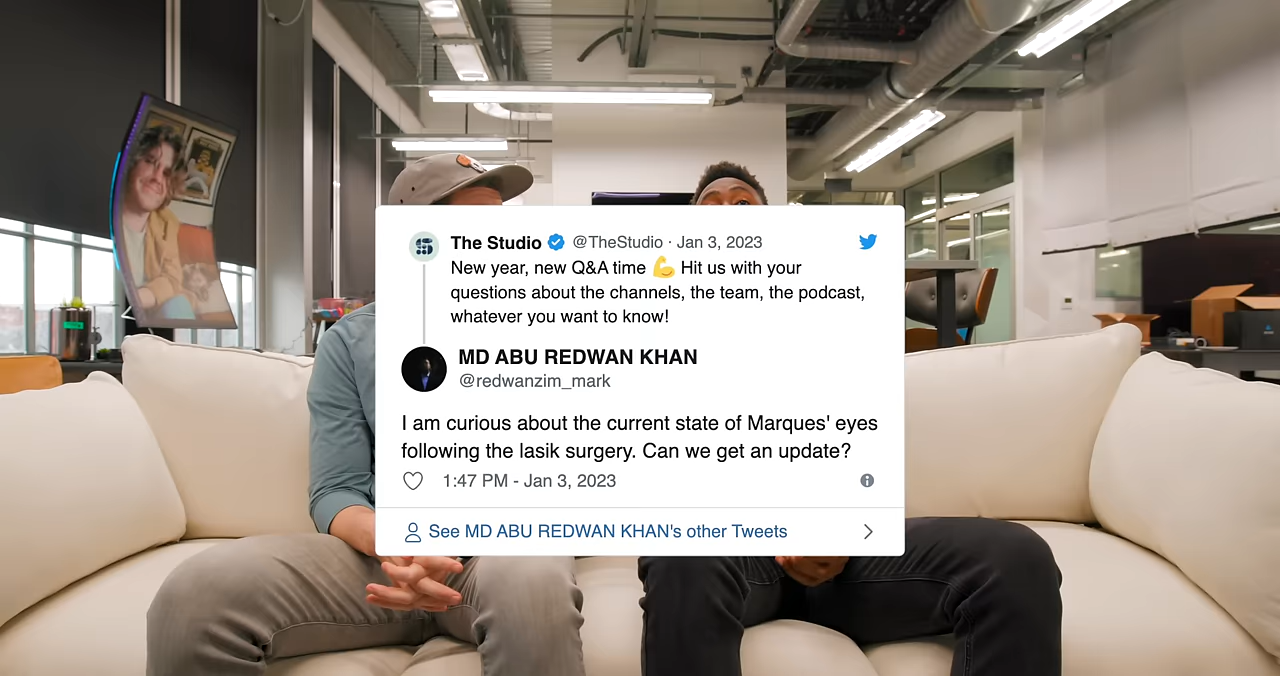 The Studio @TheStudio · Jan 3, 2023
New year, new Q&A time 💪 Hit us with your
questions about the channels, the team, the podcast,
whatever you want to know!
MD ABU REDWAN KHAN
@redwanzim_mark
I am curious about the current state of Marques' eyes
following the lasik surgery. Can we get an update?
1:47 PM - Jan 3, 2023
See MD ABU REDWAN KHAN's other Tweets